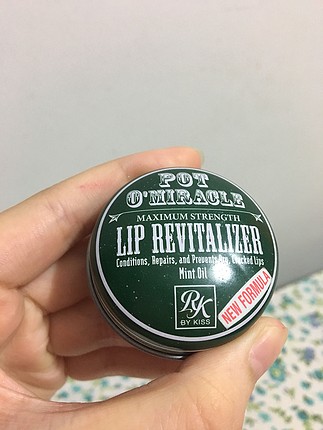 POT
O'MIRACLE
MAXIMUM STRENGTH
LIP REVITALIZER
Conditions, Repairs, and Prevents Dry, Cracked Lips
Mint Oil
RK
BY KISS
NEW FORMULA